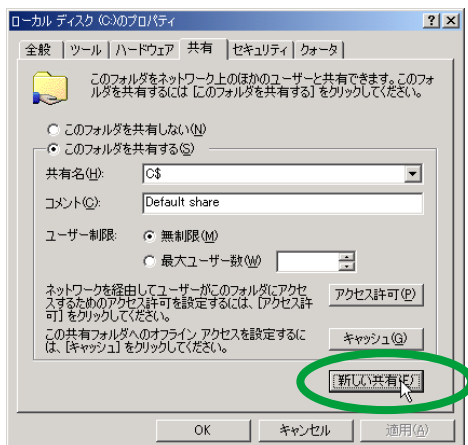 ローカル ディスク (C:)のプロパティ
? ×
全般 ツール ハードウェア 共有 セキュリティ クォータ
このフォルダをネットワーク上のほかのユーザーと共有できます。このフォ
ルダを共有するには [このフォルダを共有する] をクリックしてください。
このフォルダを共有しない(N)
このフォルダを共有する(S)
共有名(H): C$
コメント(C): Default share
ユーザー制限: 無制限(M)
最大ユーザー数(W)
ネットワークを経由してユーザーがこのフォルダにアクセ
スするためのアクセス許可を設定するには、[アクセス許
可] をクリックしてください。
アクセス許可(P)
この共有フォルダへのオフライン アクセスを設定するに
は、[キャッシュ] をクリックしてください。
キャッシュ(G)
新しい共有(E)
OK キャンセル 適用(A)